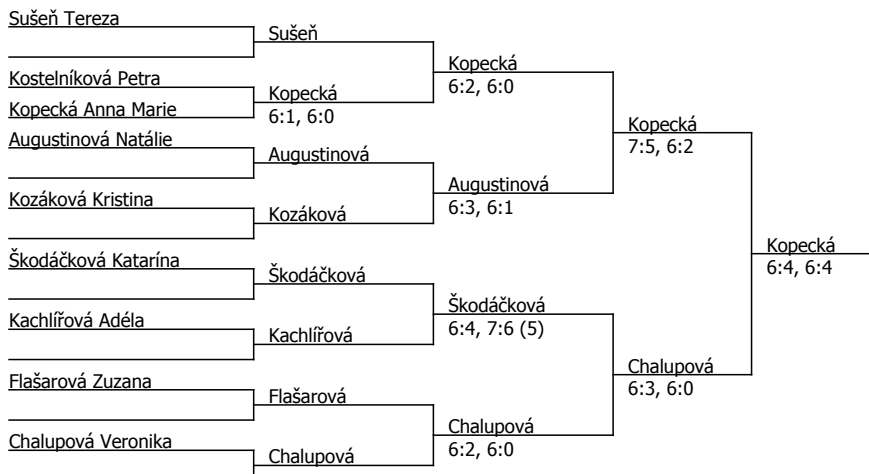 Sušeň Tereza
Sušeň
Kopecká
6:2, 6:0
Kostelníková Petra
Kopecká
Kopecká Anna Marie
6:1, 6:0
Kopecká
7:5, 6:2
Augustinová Natálie
Augustinová
Augustinová
6:3, 6:1
Kozáková Kristina
Kozáková
Kopecká
6:4, 6:4
Škodáčková Katarína
Škodáčková
Škodáčková
6:4, 7:6 (5)
Kachlířová Adéla
Kachlířová
Chalupová
6:3, 6:0
Flašarová Zuzana
Flašarová
Chalupová
6:2, 6:0
Chalupová Veronika
Chalupová